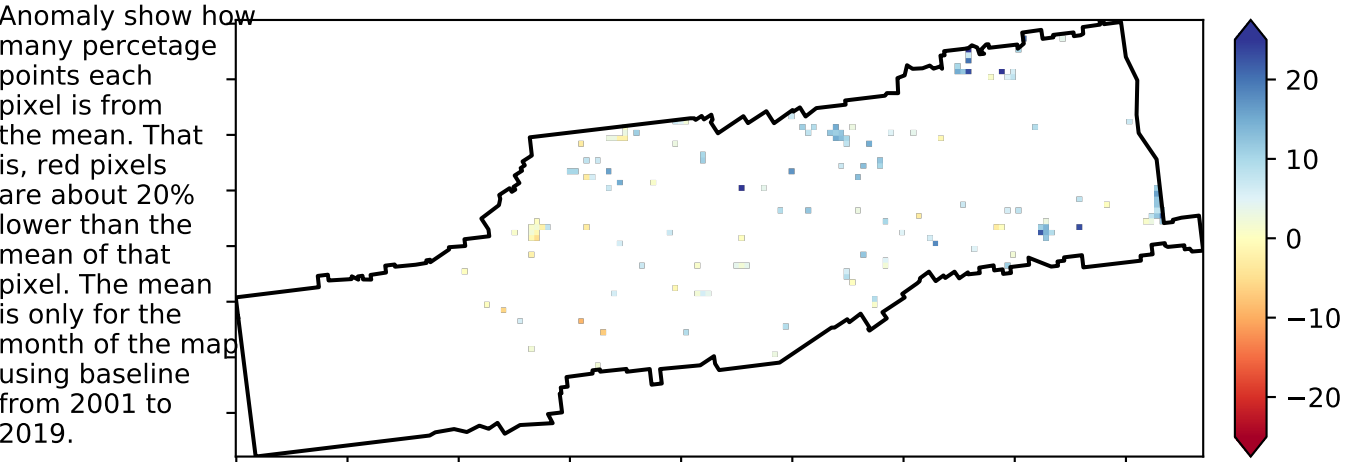 Anomaly show how
many percetage
points each
pixel is from
the mean. That
is, red pixels
are about 20%
lower than the
mean of that
pixel. The mean
is only for the
month of the map
using baseline
from 2001 to
2019.
20
10
0
−10
−20